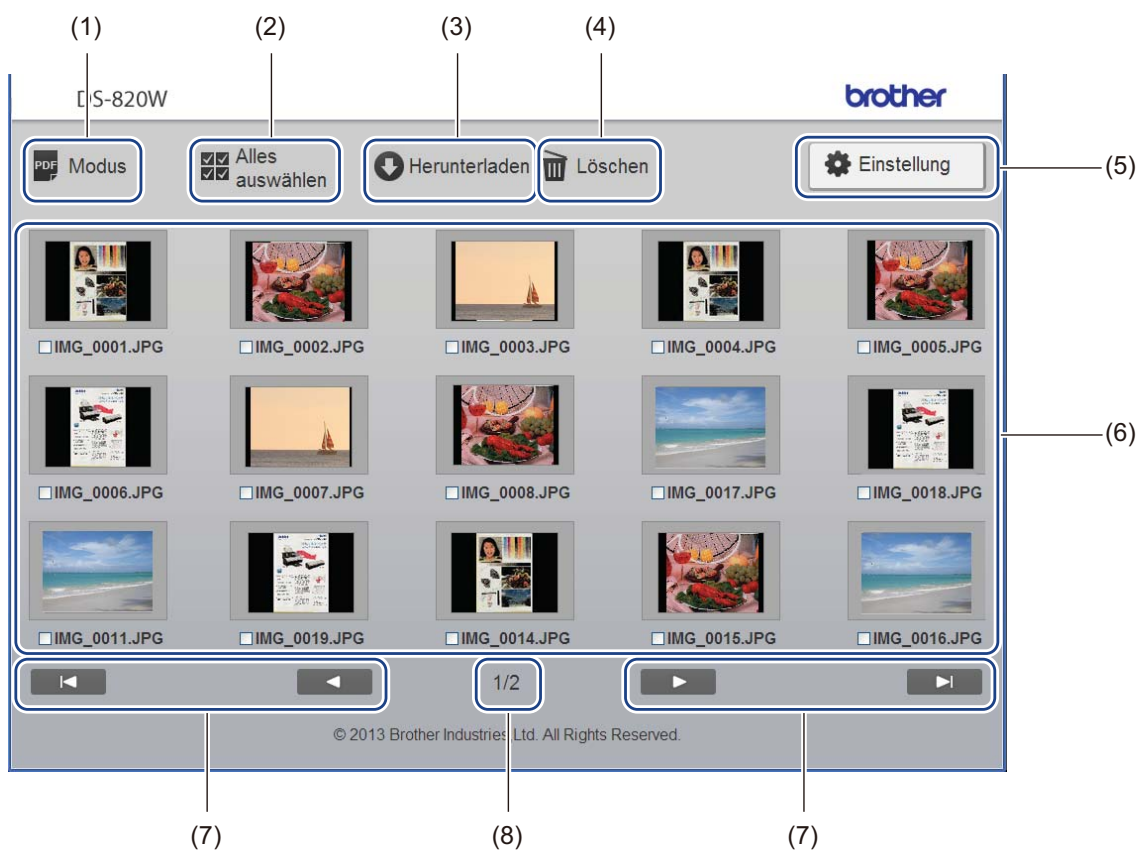 (1) (2) (3) (4)
DS-820W brother
PDF Modus
Alles
auswählen
Herunterladen
Löschen
Einstellung
(5)
IMG_0001.JPG IMG_0002.JPG IMG_0003.JPG IMG_0004.JPG IMG_0005.JPG
(6)
IMG_0006.JPG IMG_0007.JPG IMG_0008.JPG IMG_0017.JPG IMG_0018.JPG
IMG_0011.JPG IMG_0019.JPG IMG_0014.JPG IMG_0015.JPG IMG_0016.JPG
1/2
© 2013 Brother Industries Ltd. All Rights Reserved.
(7) (8) (7)